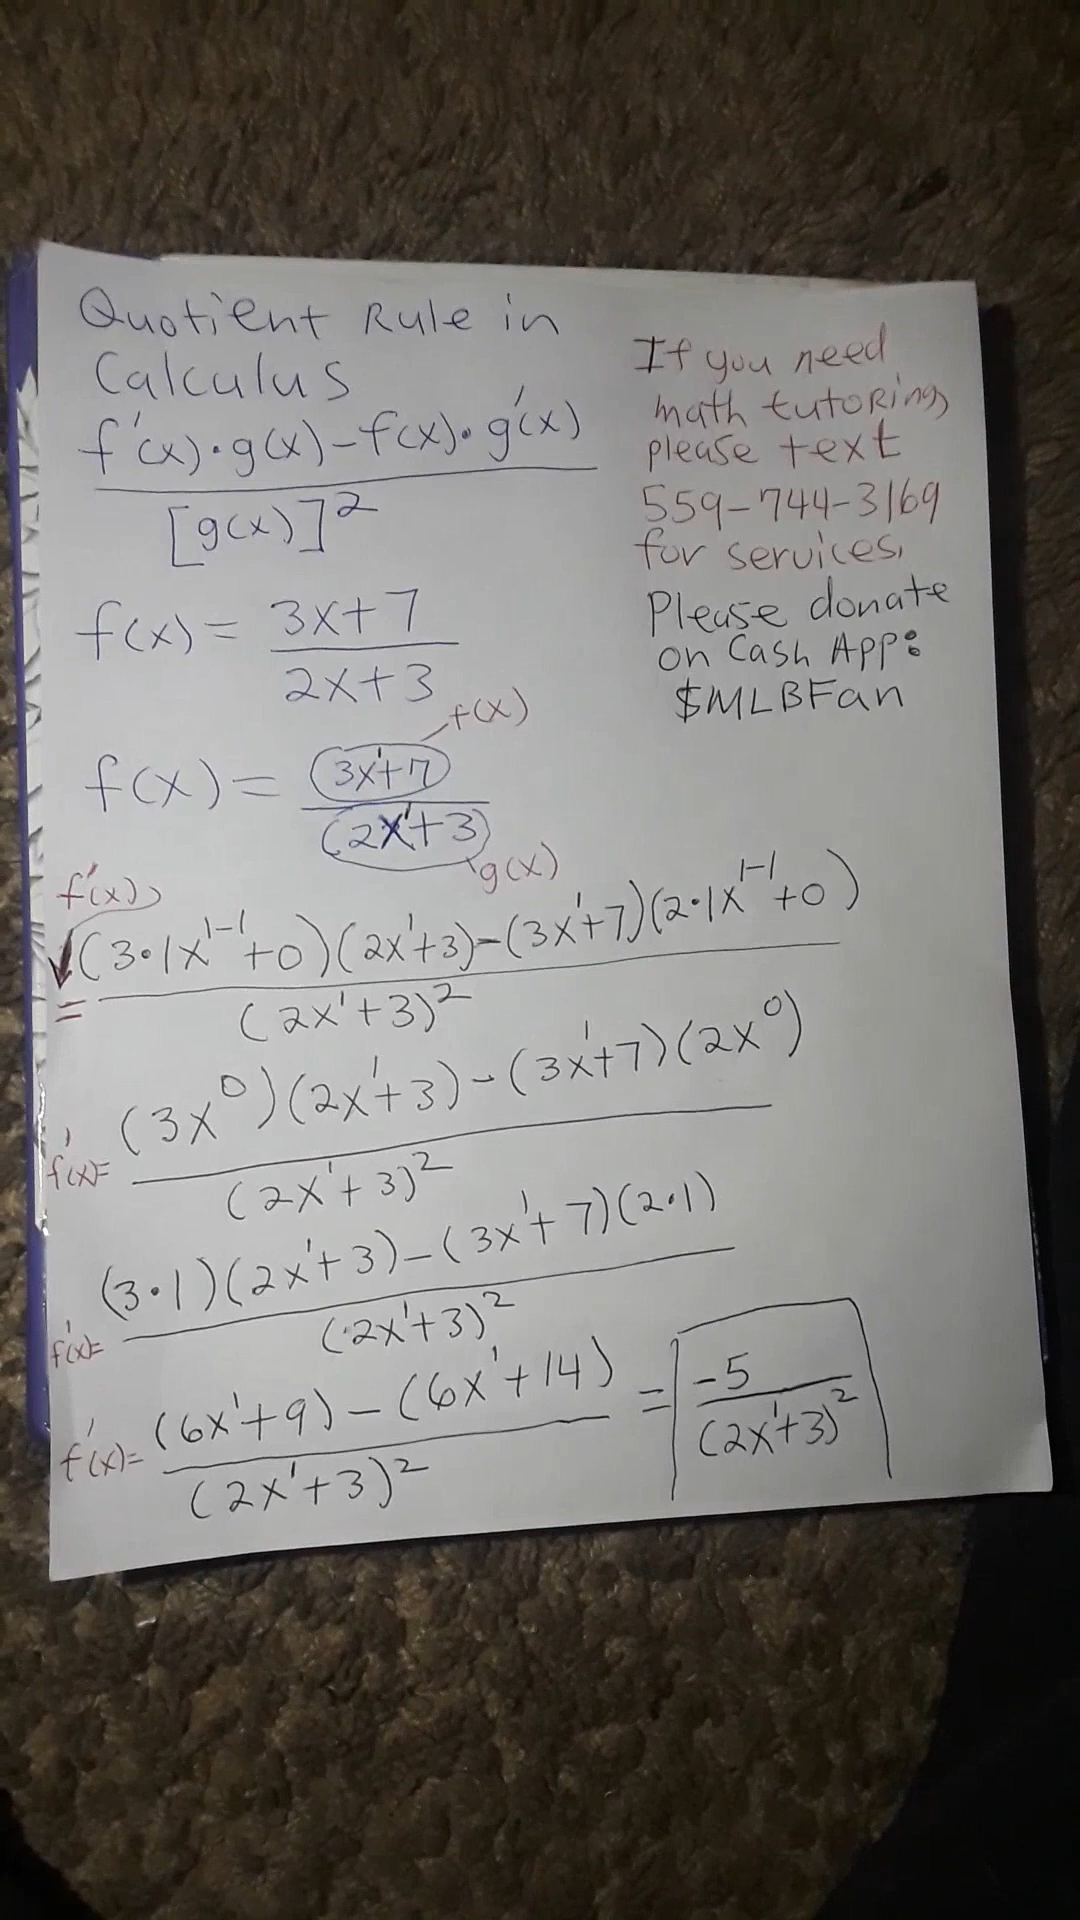 Quotient Rule in
Calculus
f'(x)·g(x)-f(x)·g'(x)
[g(x)]²
If you need
math tutoring,
please text
559-744-3169
for services.
Please donate
on Cash App:
$MLBFan
f(x) = 3x+7
2x+3
f(x) = (3x¹+7) f(x)
(2x¹+3) g(x)
f'(x)
= (3·1x¹⁻¹+0)(2x¹+3)-(3x¹+7)(2·1x¹⁻¹+0)
(2x¹+3)²
f'(x)= (3x⁰)(2x¹+3)-(3x¹+7)(2x⁰)
(2x¹+3)²
f'(x)= (3·1)(2x¹+3)-(3x¹+7)(2·1)
(2x¹+3)²
f'(x)= (6x¹+9)-(6x¹+14) = -5
(2x¹+3)² (2x¹+3)²